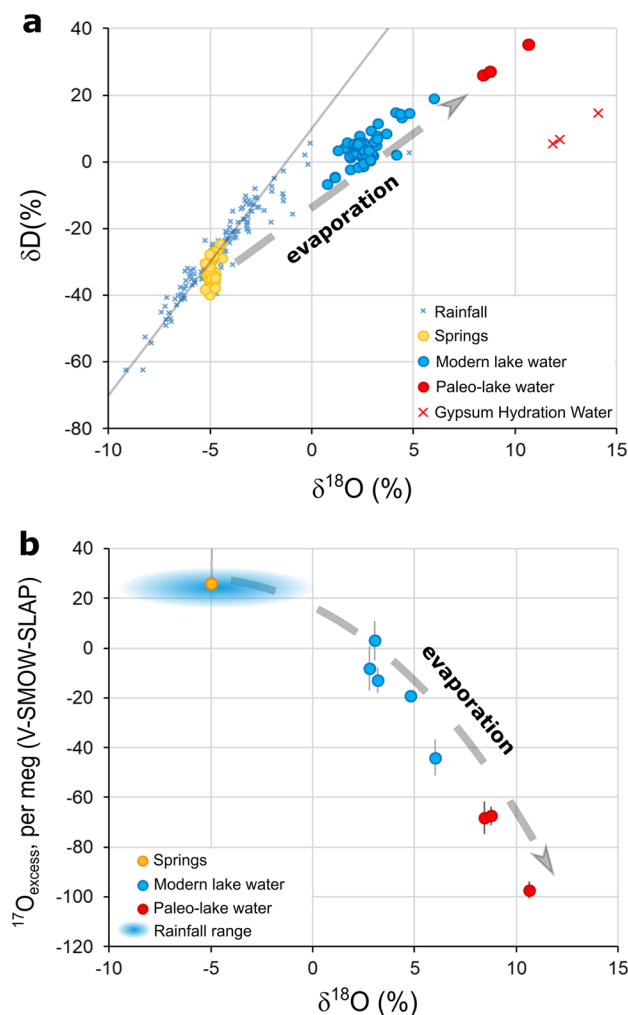 a
40
20
0
-20
-40
-60
-80
δD(%)
evaporation
Rainfall
Springs
Modern lake water
Paleo-lake water
Gypsum Hydration Water
-10 -5 0 5 10 15
δ¹⁸O (%)
b
40
20
0
-20
-40
-60
-80
-100
-120
¹⁷Oexcess, per meg (V-SMOW-SLAP)
evaporation
Springs
Modern lake water
Paleo-lake water
Rainfall range
-10 -5 0 5 10 15
δ¹⁸O (%)